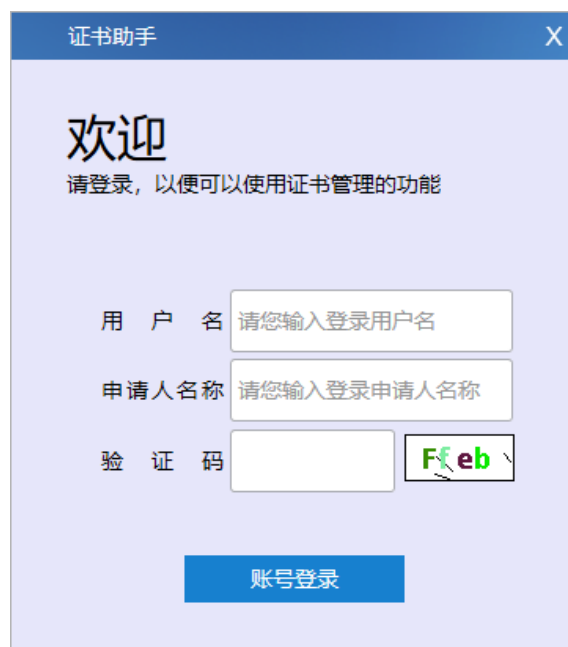 证书助手 X
欢迎
请登录，以便可以使用证书管理的功能
用户名 请您输入登录用户名
申请人名称 请您输入登录申请人名称
验证码 Ffeb
账号登录